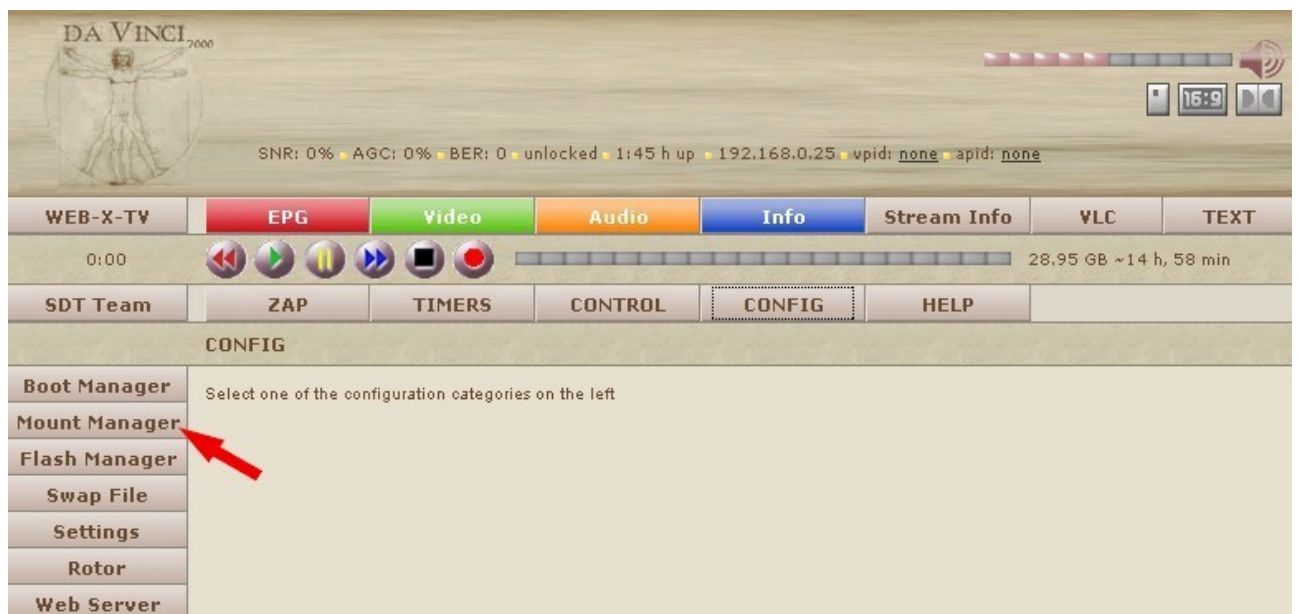 DA VINCI 7000
16:9
SNR: 0% AGC: 0% BER: 0 unlocked 1:45 h up 192.168.0.25 vpid: none apid: none
WEB-X-TV EPG Video Audio Info Stream Info VLC TEXT
0:00 28.95 GB ~14 h, 58 min
SDT Team ZAP TIMERS CONTROL CONFIG HELP
CONFIG
Boot Manager Select one of the configuration categories on the left
Mount Manager
Flash Manager
Swap File
Settings
Rotor
Web Server